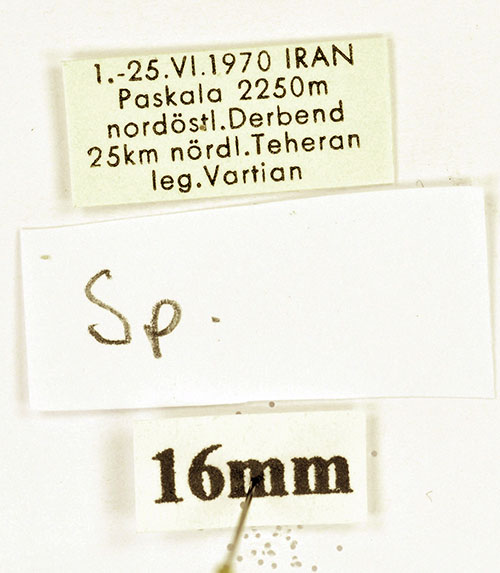 1.-25.VI.1970 IRAN
Paskala 2250m
nordöstl.Derbend
25km nördl.Teheran
leg.Vartian
Sp.
16mm